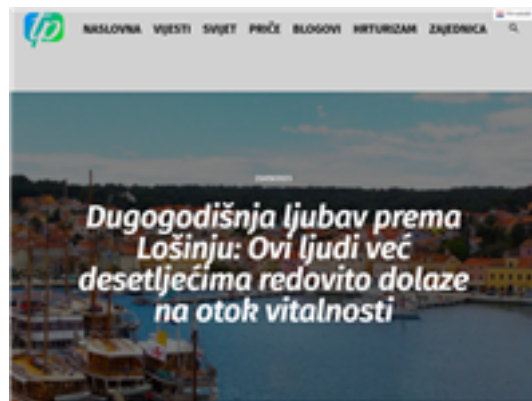 NASLOVNA VIJESTI SVIJET PRIČE BLOGOVI HRTURIZAM ZAJEDNICA
Dugogodišnja ljubav prema
Lošinju: Ovi ljudi već
desetljećima redovito dolaze
na otok vitalnosti